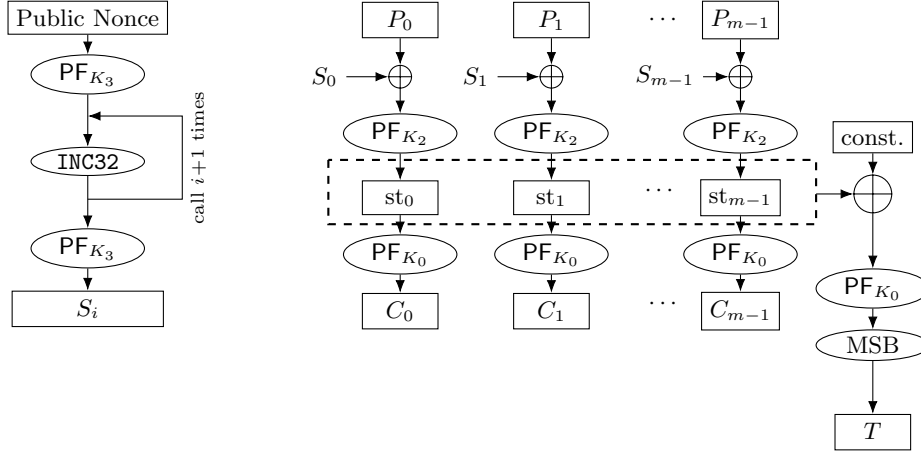 Public Nonce
PF_{K_3}
INC32
call i+1 times
PF_{K_3}
S_i
P_0 P_1 ··· P_{m−1}
S_0 S_1 S_{m−1}
PF_{K_2} PF_{K_2} PF_{K_2}
const.
st_0 st_1 ··· st_{m−1}
PF_{K_0} PF_{K_0} PF_{K_0}
C_0 C_1 ··· C_{m−1}
PF_{K_0}
MSB
T